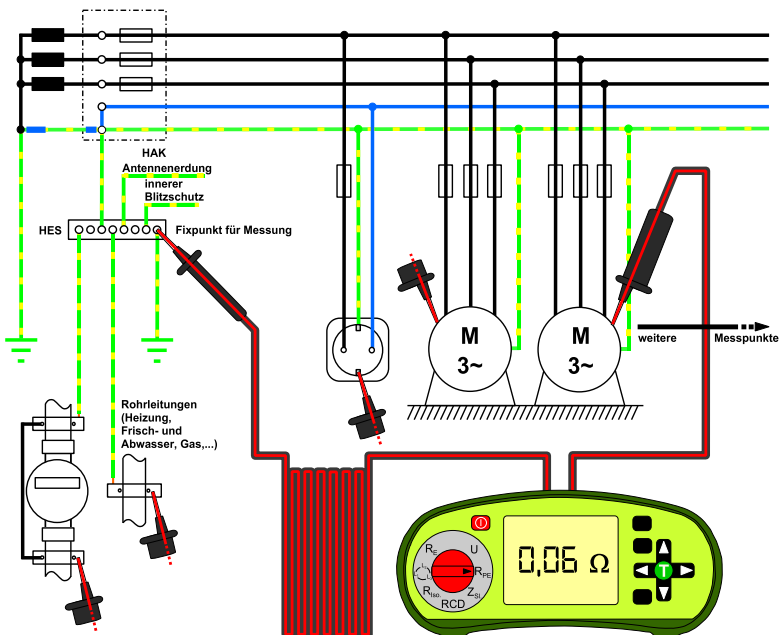 HAK
Antennenerdung
innerer
Blitzschutz
HES
Fixpunkt für Messung
M
3~
M
3~
weitere
Messpunkte
Rohrleitungen
(Heizung,
Frisch- und
Abwasser, Gas,...)
0,06 Ω
RE
U
RPE
RIso.
ZSI.
RCD
T